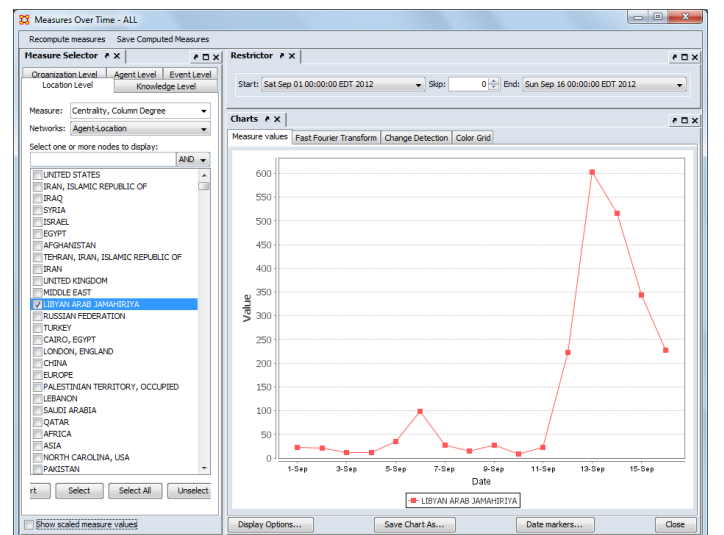 Measures Over Time - ALL
Recompute measures Save Computed Measures
Measure Selector
Organization Level Agent Level Event Level
Location Level Knowledge Level
Measure: Centrality, Column Degree
Networks: Agent-Location
Select one or more nodes to display:
AND
UNITED STATES
IRAN, ISLAMIC REPUBLIC OF
IRAQ
SYRIA
ISRAEL
EGYPT
AFGHANISTAN
TEHRAN, IRAN, ISLAMIC REPUBLIC OF
IRAN
UNITED KINGDOM
MIDDLE EAST
LIBYAN ARAB JAMAHIRIYA
RUSSIAN FEDERATION
TURKEY
CAIRO, EGYPT
LONDON, ENGLAND
CHINA
EUROPE
PALESTINIAN TERRITORY, OCCUPIED
LEBANON
SAUDI ARABIA
QATAR
AFRICA
ASIA
NORTH CAROLINA, USA
PAKISTAN
rt Select Select All Unselect
Show scaled measure values
Restrictor
Start: Sat Sep 01 00:00:00 EDT 2012 Skip: 0 End: Sun Sep 16 00:00:00 EDT 2012
Charts
Measure values Fast Fourier Transform Change Detection Color Grid
600
550
500
450
400
350
300
250
200
150
100
50
0
Value
1-Sep 3-Sep 5-Sep 7-Sep 9-Sep 11-Sep 13-Sep 15-Sep
Date
LIBYAN ARAB JAMAHIRIYA
Display Options... Save Chart As... Date markers... Close